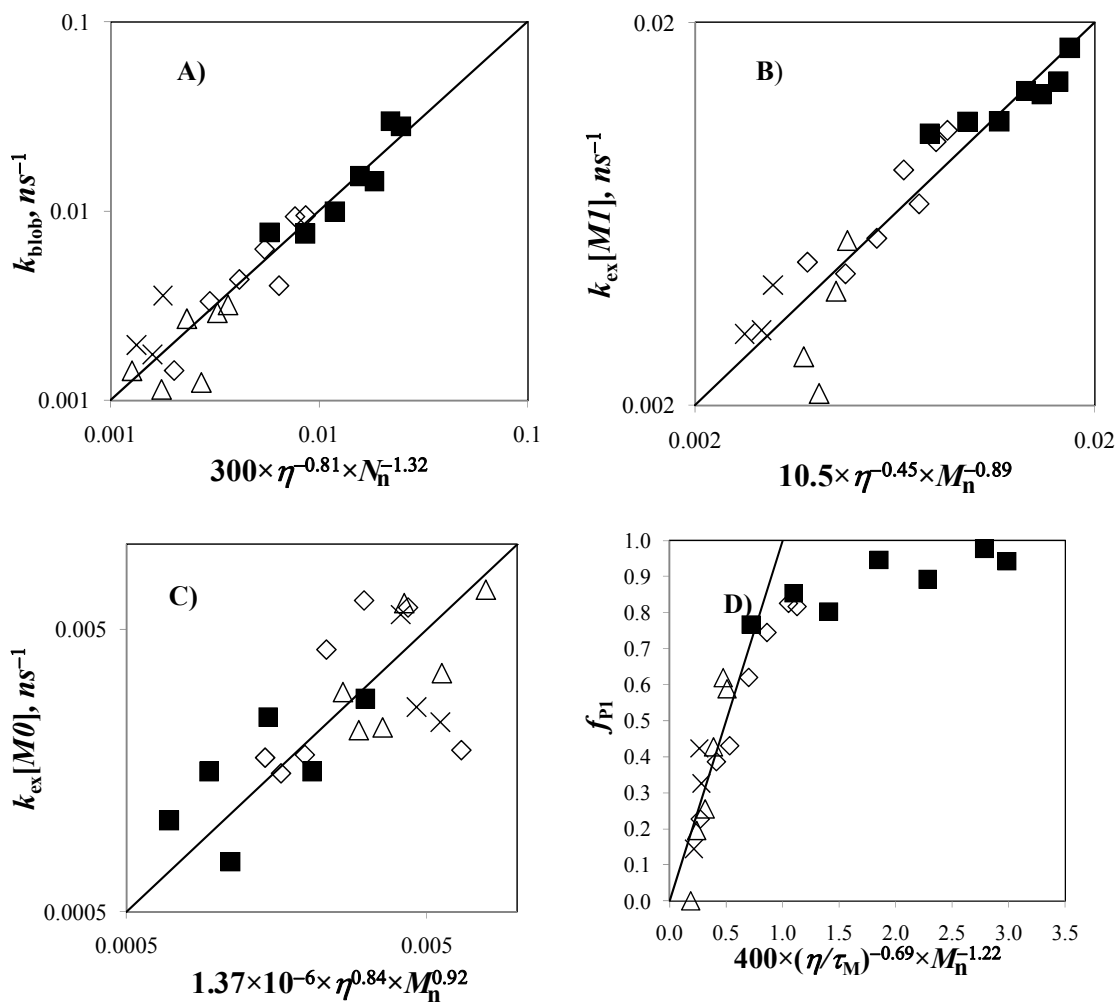 A)
0.1
0.01
0.001
k_blob, ns⁻¹
0.001 0.01 0.1
300×η⁻⁰·⁸¹×N_n⁻¹·³²
B)
0.02
0.002
k_ex[M1], ns⁻¹
0.002 0.02
10.5×η⁻⁰·⁴⁵×M_n⁻⁰·⁸⁹
C)
0.005
0.0005
k_ex[M0], ns⁻¹
0.0005 0.005
1.37×10⁻⁶×η⁰·⁸⁴×M_n⁰·⁹²
D)
1.0
0.9
0.8
0.7
0.6
0.5
0.4
0.3
0.2
0.1
0.0
f_P1
0.0 0.5 1.0 1.5 2.0 2.5 3.0 3.5
400×(η/τ_M)⁻⁰·⁶⁹×M_n⁻¹·²²